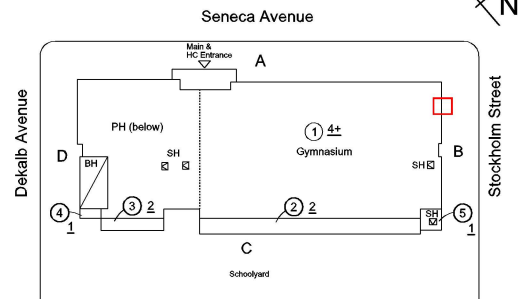 Seneca Avenue
N
Main &
HC Entrance
A
Dekalb Avenue
Stockholm Street
PH (below)
1 4+
Gymnasium
D
BH
SH
SH
B
4
1
3 2
2 2
SH
5
1
C
Schoolyard